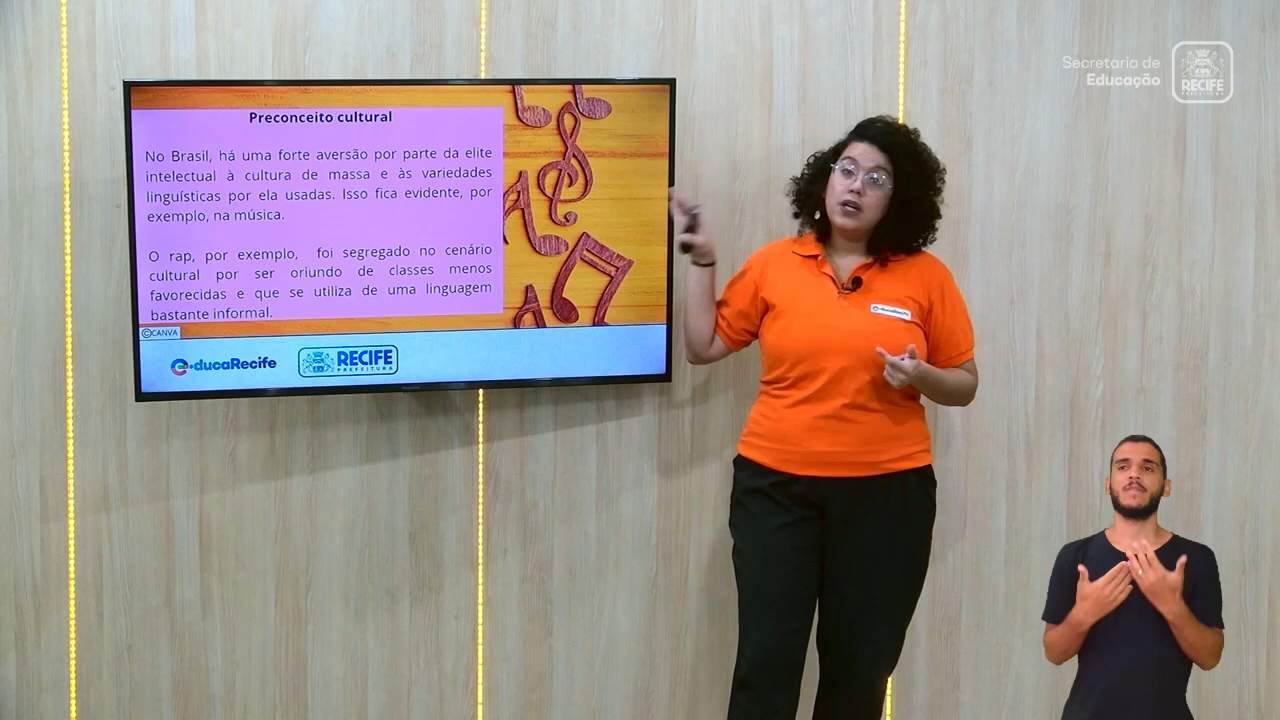 Secretaria de
Educação
RECIFE
PREFEITURA
Preconceito cultural
No Brasil, há uma forte aversão por parte da elite
intelectual à cultura de massa e às variedades
linguísticas por ela usadas. Isso fica evidente, por
exemplo, na música.
O rap, por exemplo, foi segregado no cenário
cultural por ser oriundo de classes menos
favorecidas e que se utiliza de uma linguagem
bastante informal.
©CANVA
e·ducaRecife
RECIFE
PREFEITURA
e·ducaRecife